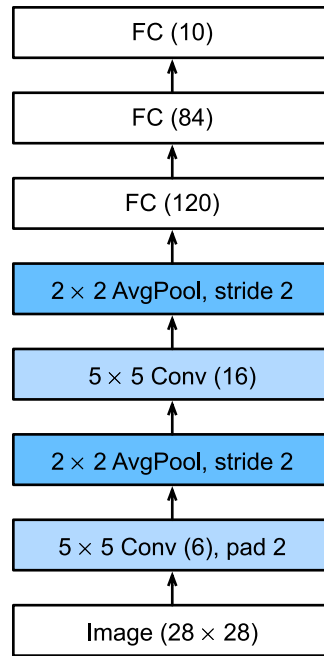 FC (10)
FC (84)
FC (120)
2 × 2 AvgPool, stride 2
5 × 5 Conv (16)
2 × 2 AvgPool, stride 2
5 × 5 Conv (6), pad 2
Image (28 × 28)